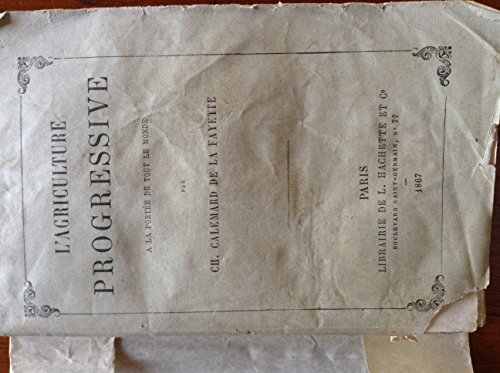 L'AGRICULTURE
PROGRESSIVE
A LA PORTÉE DE TOUT LE MONDE
PAR
CH. CALEMARD DE LA FAYETTE
PARIS
LIBRAIRIE DE L. HACHETTE ET Cie
BOULEVARD SAINT-GERMAIN, No 77
1867